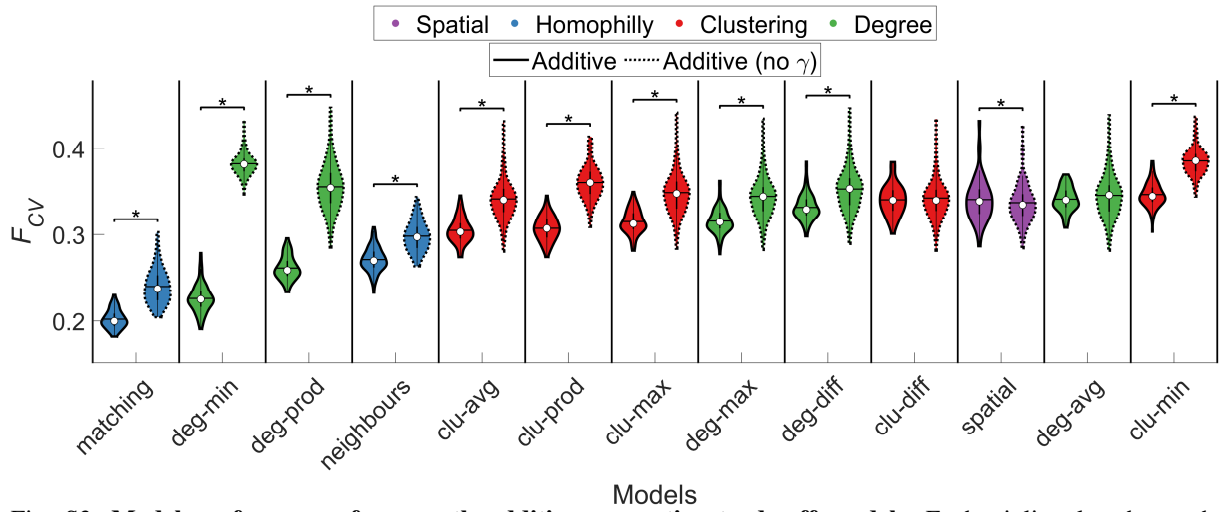 Spatial Homophilly Clustering Degree
Additive Additive (no γ)
* * * * * * * * * * *
F_CV
0.4
0.3
0.2
matching deg-min deg-prod neighbours clu-avg clu-prod clu-max deg-max deg-diff clu-diff spatial deg-avg clu-min
Models